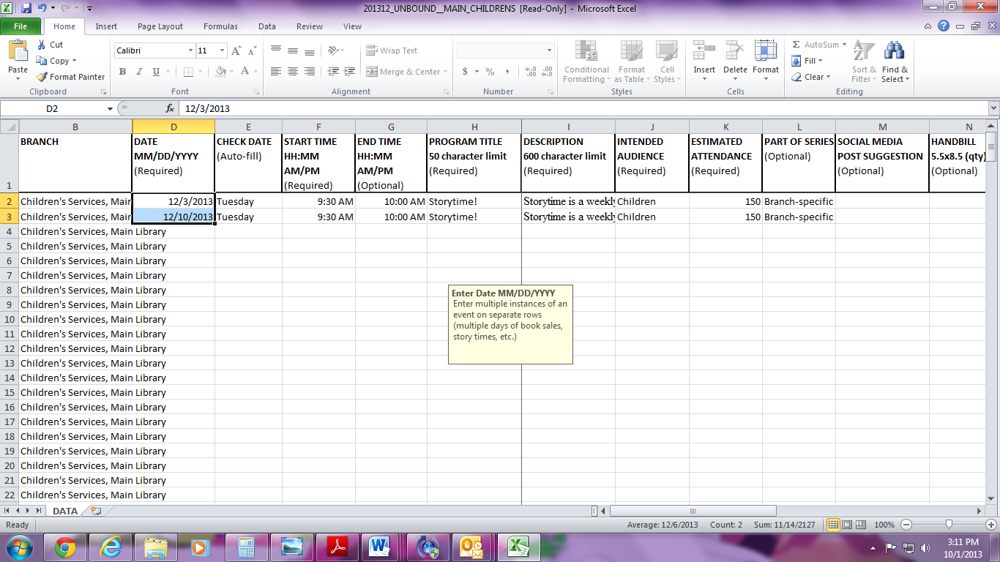 201312_UNBOUND__MAIN_CHILDRENS [Read-Only] - Microsoft Excel
File Home Insert Page Layout Formulas Data Review View
Paste Cut Copy Format Painter
Calibri 11
B I U A
Wrap Text
Merge & Center
$ % ,
Conditional Formatting Format as Table Cell Styles
Insert Delete Format
Σ AutoSum Fill Clear Sort & Filter Find & Select
Clipboard Font Alignment Number Styles Cells Editing
D2 fx 12/3/2013
B D E F G H I J K L M N
1 BRANCH DATE CHECK DATE START TIME END TIME PROGRAM TITLE DESCRIPTION INTENDED ESTIMATED PART OF SERIES SOCIAL MEDIA HANDBILL
MM/DD/YYYY (Auto-fill) HH:MM HH:MM 50 character limit 600 character limit AUDIENCE ATTENDANCE (Optional) POST SUGGESTION 5.5x8.5 (qty)
(Required) AM/PM AM/PM (Required) (Required) (Required) (Required) (Optional) (Optional)
(Required) (Optional)
2 Children's Services, Main 12/3/2013 Tuesday 9:30 AM 10:00 AM Storytime! Storytime is a weekly Children 150 Branch-specific
3 Children's Services, Main 12/10/2013 Tuesday 9:30 AM 10:00 AM Storytime! Storytime is a weekly Children 150 Branch-specific
4 Children's Services, Main Library
5 Children's Services, Main Library
6 Children's Services, Main Library
7 Children's Services, Main Library
8 Children's Services, Main Library
9 Children's Services, Main Library
10 Children's Services, Main Library
11 Children's Services, Main Library
12 Children's Services, Main Library
13 Children's Services, Main Library
14 Children's Services, Main Library
15 Children's Services, Main Library
16 Children's Services, Main Library
17 Children's Services, Main Library
18 Children's Services, Main Library
19 Children's Services, Main Library
20 Children's Services, Main Library
21 Children's Services, Main Library
22 Children's Services, Main Library
Enter Date MM/DD/YYYY
Enter multiple instances of an
event on separate rows
(multiple days of book sales,
story times, etc.)
DATA
Ready Average: 12/6/2013 Count: 2 Sum: 11/14/2127 100%
3:11 PM
10/1/2013